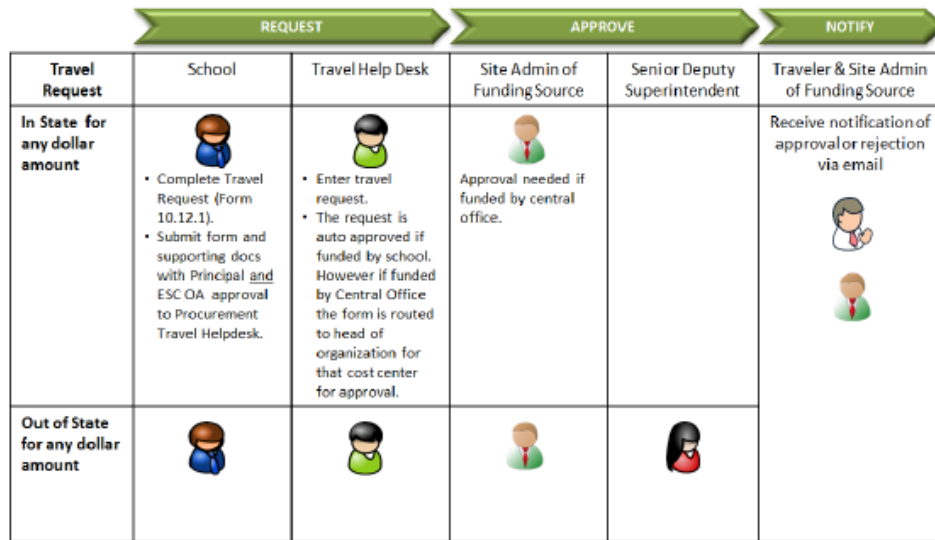 REQUEST
APPROVE
NOTIFY
Travel
Request
School
Travel Help Desk
Site Admin of
Funding Source
Senior Deputy
Superintendent
Traveler & Site Admin
of Funding Source
In State for
any dollar
amount
• Complete Travel
Request (Form
10.12.1).
• Submit form and
supporting docs
with Principal and
ESC OA approval
to Procurement
Travel Helpdesk.
• Enter travel
request.
• The request is
auto approved if
funded by school.
However if funded
by Central Office
the form is routed
to head of
organization for
that cost center
for approval.
Approval needed if
funded by central
office.
Receive notification of
approval or rejection
via email
Out of State
for any dollar
amount